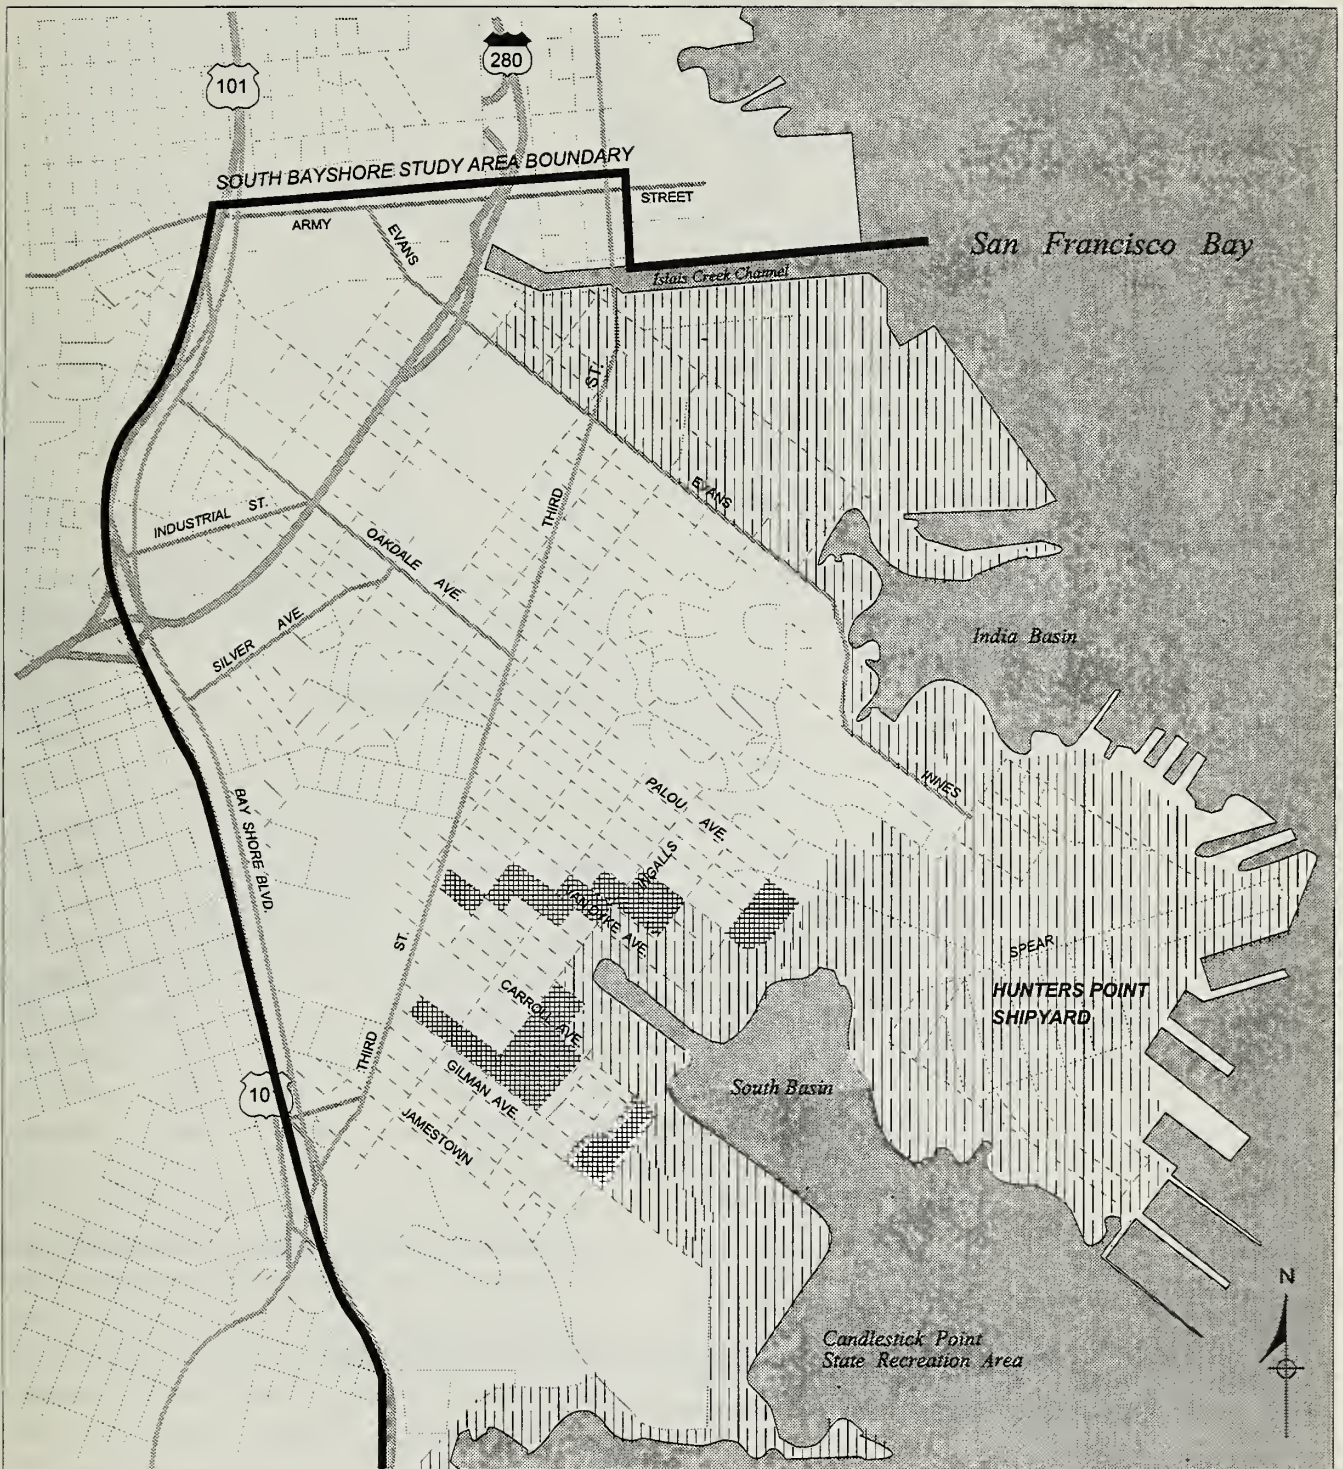 101
280
SOUTH BAYSHORE STUDY AREA BOUNDARY
STREET
ARMY
EVANS
San Francisco Bay
Islais Creek Channel
ST.
EVANS
THIRD
INDUSTRIAL ST.
OAKDALE AVE.
SILVER AVE.
India Basin
INNES
PALOU AVE.
BAY SHORE BLVD.
INGALLS
VAN DYKE AVE.
ST.
SPEAR
HUNTERS POINT
SHIPYARD
CARROLL AVE.
THIRD
GILMAN AVE.
South Basin
10
JAMESTOWN
N
Candlestick Point
State Recreation Area